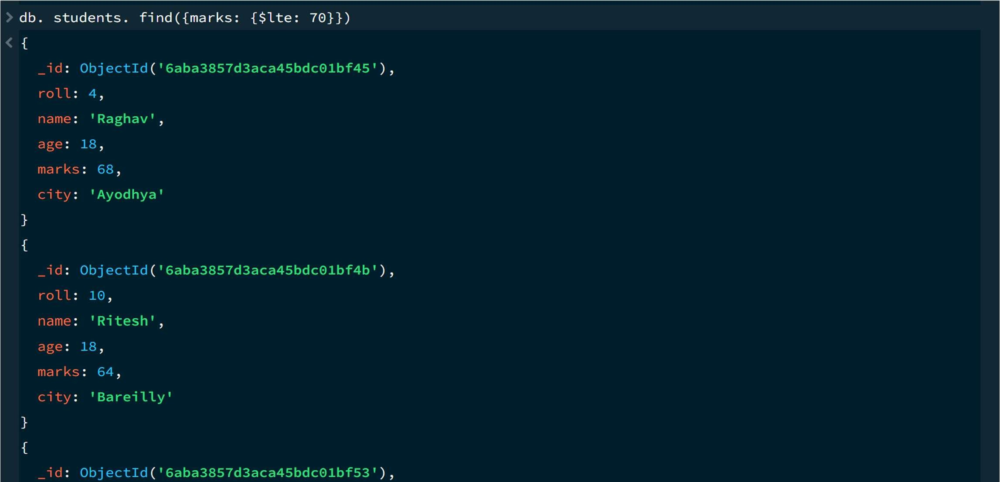 db. students. find({marks: {$lte: 70}})
{
_id: ObjectId('6aba3857d3aca45bdc01bf45'),
roll: 4,
name: 'Raghav',
age: 18,
marks: 68,
city: 'Ayodhya'
}
{
_id: ObjectId('6aba3857d3aca45bdc01bf4b'),
roll: 10,
name: 'Ritesh',
age: 18,
marks: 64,
city: 'Bareilly'
}
{
_id: ObjectId('6aba3857d3aca45bdc01bf53'),